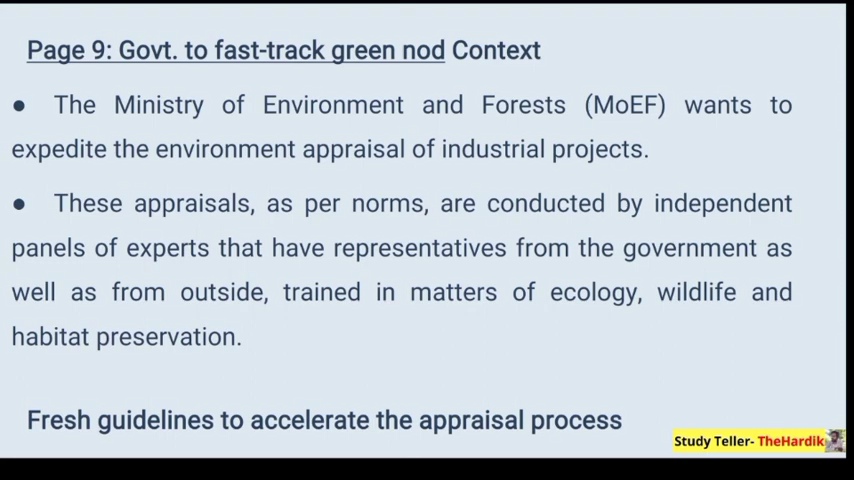 Page 9: Govt. to fast-track green nod Context
● The Ministry of Environment and Forests (MoEF) wants to
expedite the environment appraisal of industrial projects.
● These appraisals, as per norms, are conducted by independent
panels of experts that have representatives from the government as
well as from outside, trained in matters of ecology, wildlife and
habitat preservation.
Fresh guidelines to accelerate the appraisal process
Study Teller- TheHardik